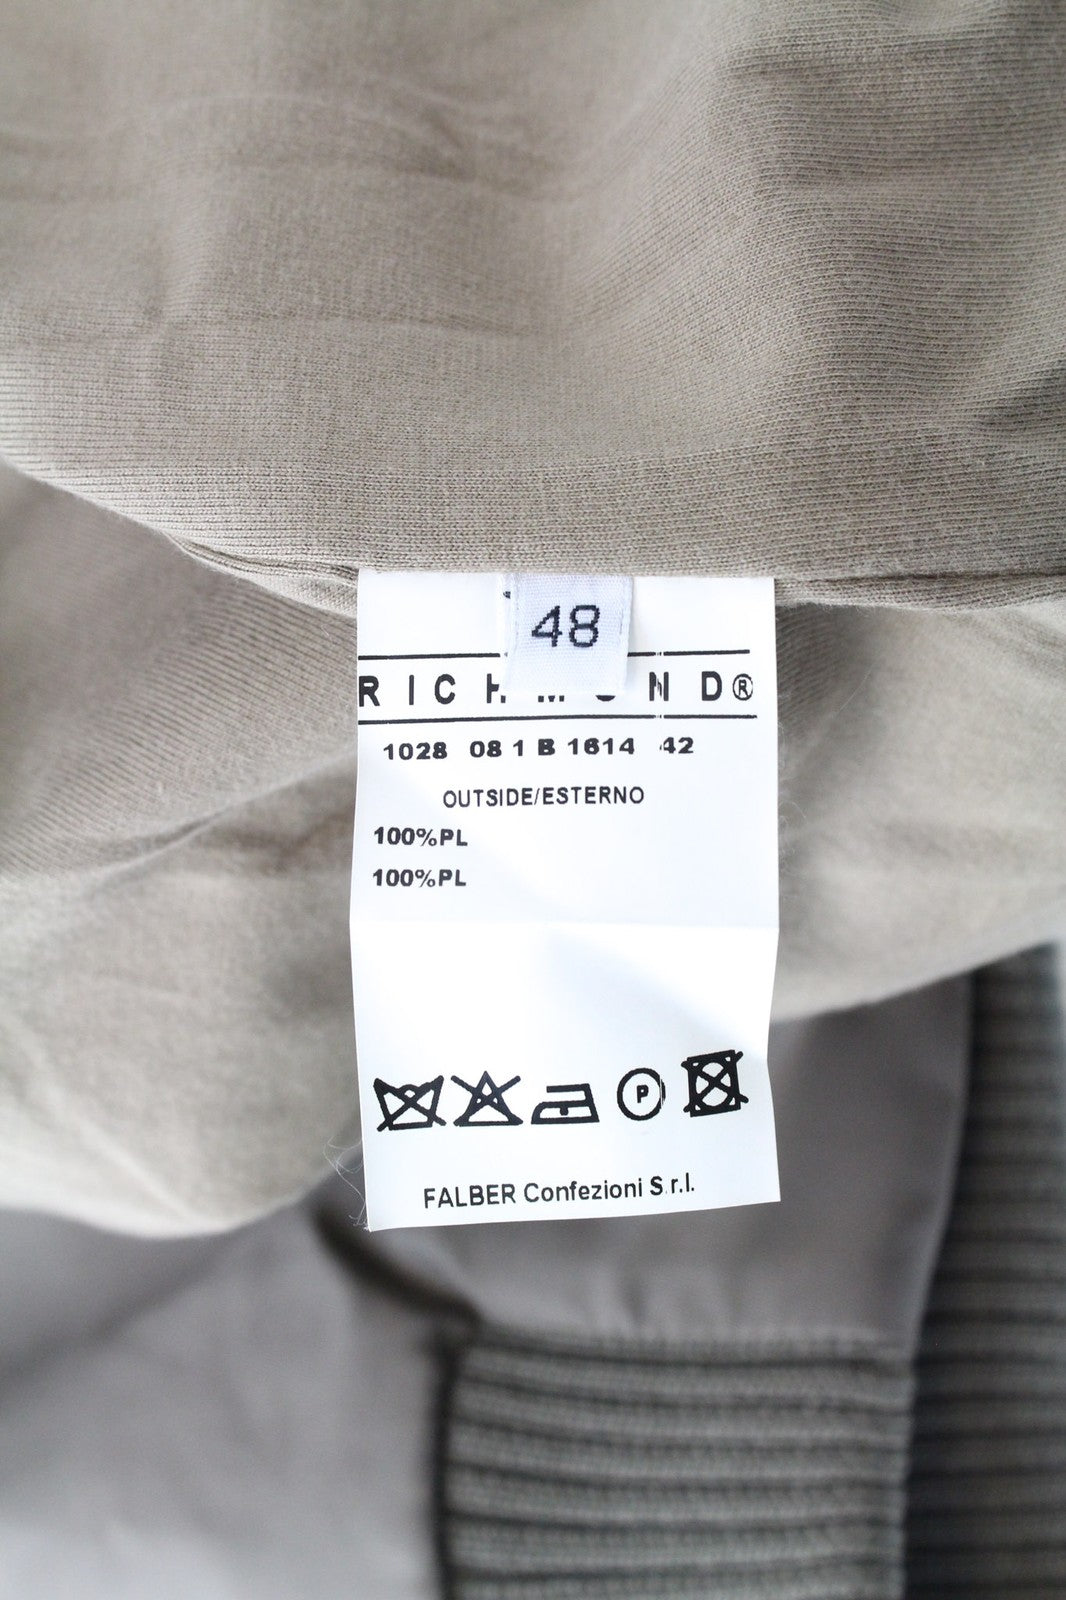 48
RICHMOND®
1028 08 1 B 1614 42
OUTSIDE/ESTERNO
100%PL
100%PL
P
FALBER Confezioni S.r.l.